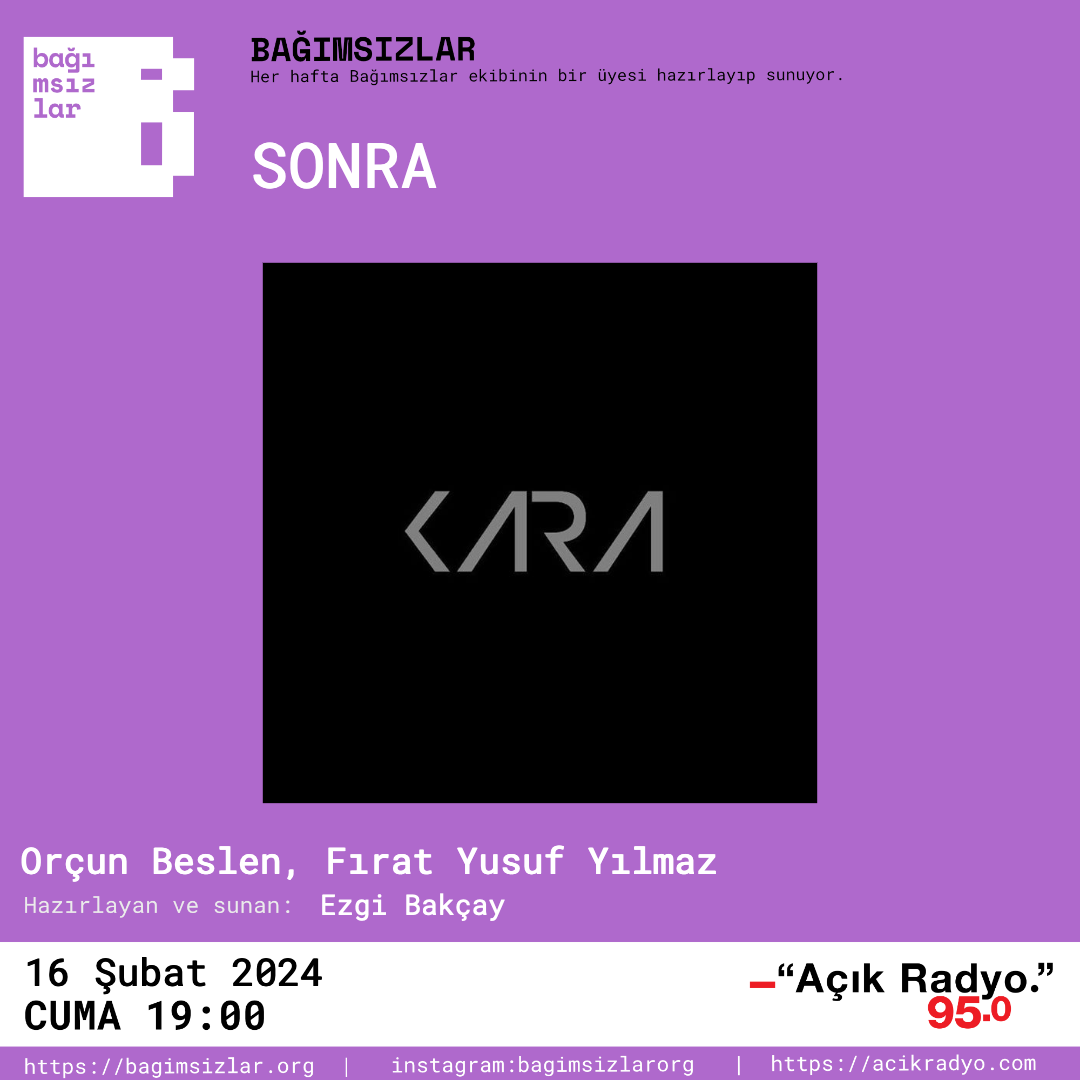 bağı
msız
lar
BAĞIMSIZLAR
Her hafta Bağımsızlar ekibinin bir üyesi hazırlayıp sunuyor.
SONRA
KARA
Orçun Beslen, Fırat Yusuf Yılmaz
Hazırlayan ve sunan: Ezgi Bakçay
16 Şubat 2024
CUMA 19:00
“Açık Radyo.”
95.0
https://bagimsizlar.org | instagram:bagimsizlarorg | https://acikradyo.com